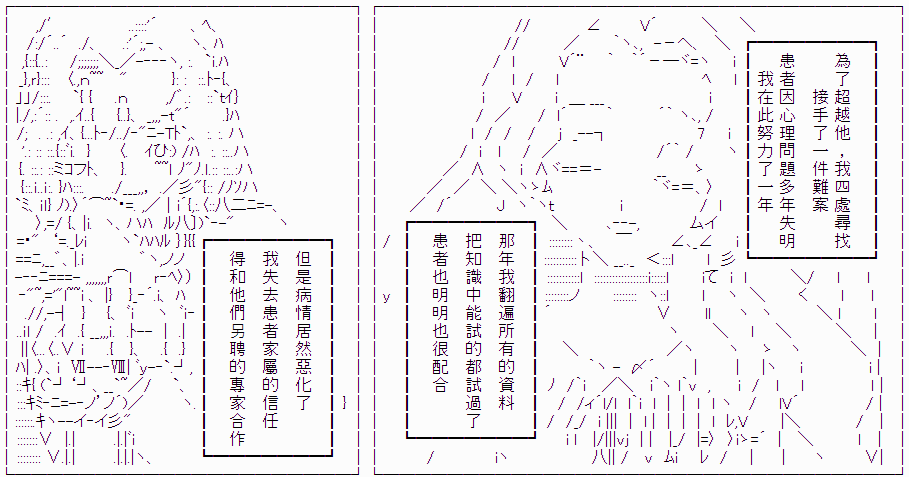 為了超越他，我四處尋找
接手了一件難案
患者因心理問題多年失明
我在此努力了一年
那年我翻遍所有的資料
把知識中能試的都試過了
患者也明明也很配合
但是病情居然惡化了
我失去患者家屬的信任
得和他們另聘的專家合作